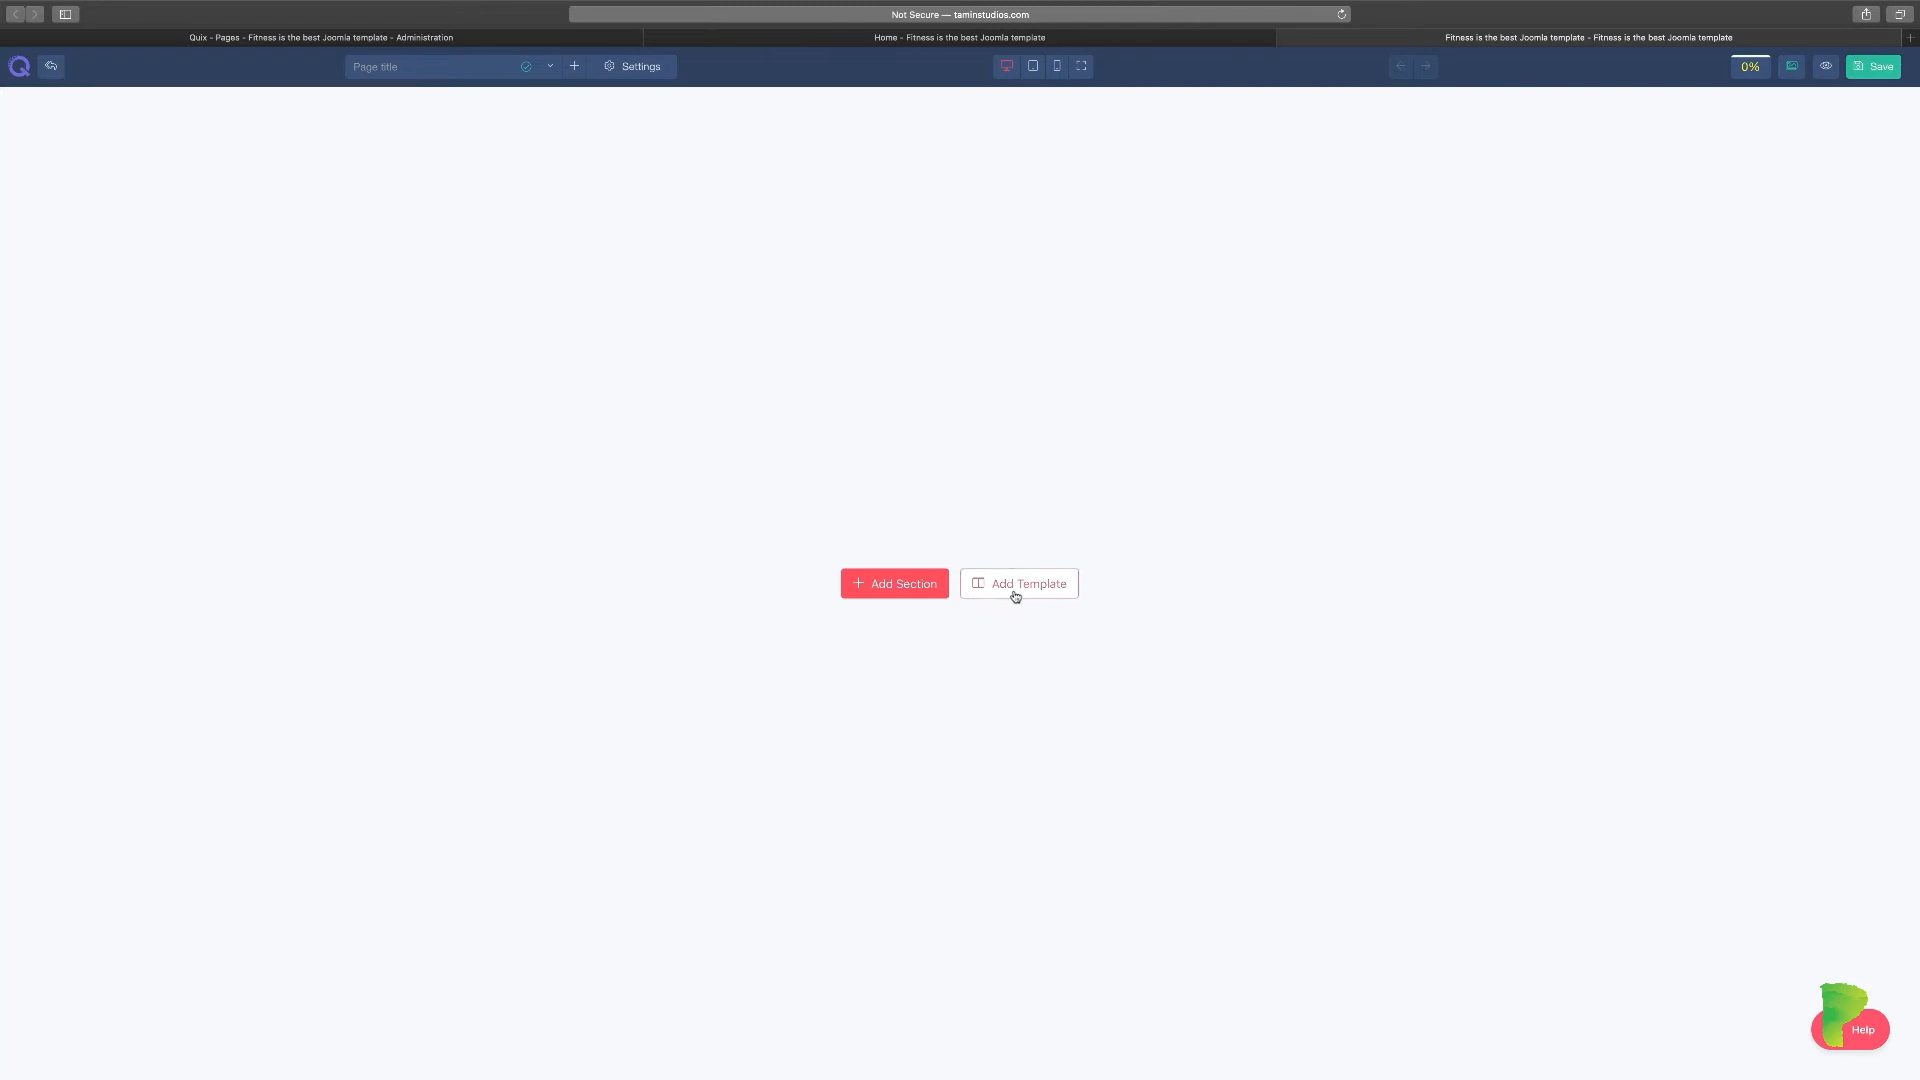 Not Secure — taminstudios.com
Quix - Pages - Fitness is the best Joomla template - Administration
Home - Fitness is the best Joomla template
Fitness is the best Joomla template - Fitness is the best Joomla template
Page title
Settings
0%
Save
Add Section
Add Template
Help